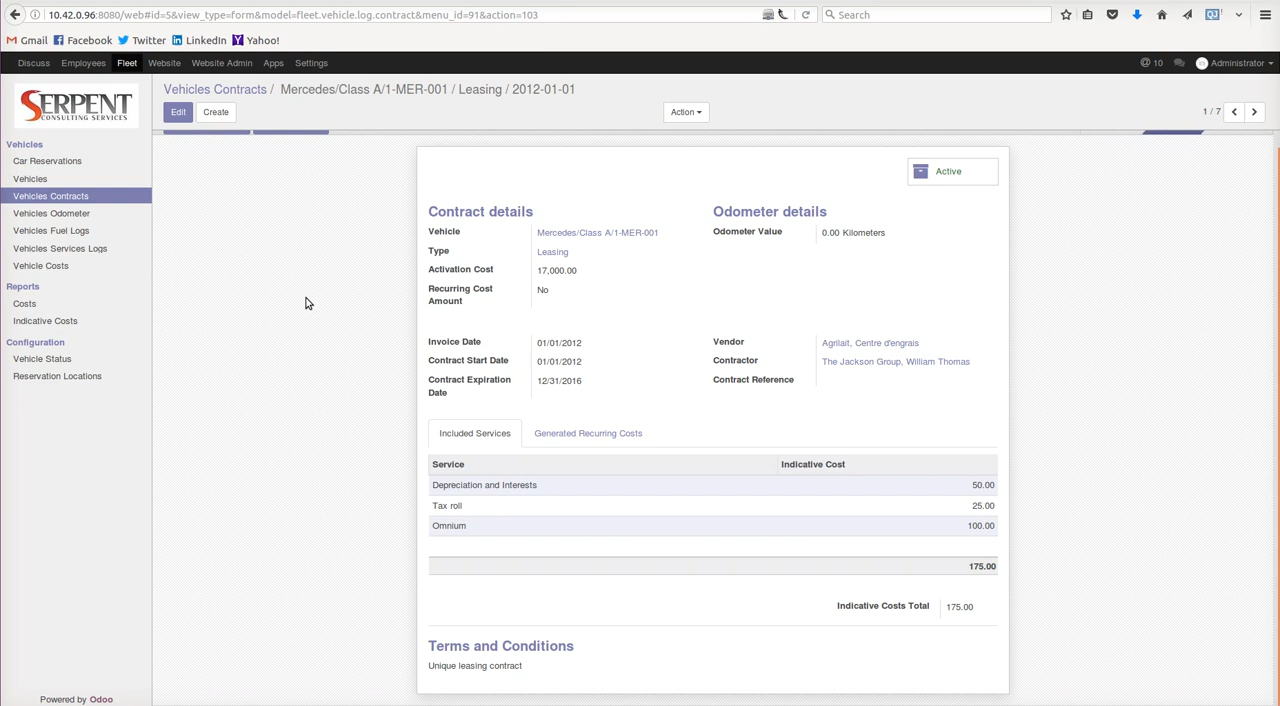 10.42.0.96:8080/web#id=5&view_type=form&model=fleet.vehicle.log.contract&menu_id=91&action=103
Search
Gmail Facebook Twitter LinkedIn Yahoo!
Discuss Employees Fleet Website Website Admin Apps Settings @ 10 Administrator
SERPENT
CONSULTING SERVICES
Vehicles Contracts / Mercedes/Class A/1-MER-001 / Leasing / 2012-01-01
Edit Create Action 1 / 7
Vehicles
Car Reservations
Vehicles
Vehicles Contracts
Vehicles Odometer
Vehicles Fuel Logs
Vehicles Services Logs
Vehicle Costs
Reports
Costs
Indicative Costs
Configuration
Vehicle Status
Reservation Locations
Powered by Odoo
Active
Contract details
Vehicle Mercedes/Class A/1-MER-001
Type Leasing
Activation Cost 17,000.00
Recurring Cost Amount No
Odometer details
Odometer Value 0.00 Kilometers
Invoice Date 01/01/2012
Contract Start Date 01/01/2012
Contract Expiration Date 12/31/2016
Vendor Agrilait, Centre d'engrais
Contractor The Jackson Group, William Thomas
Contract Reference
Included Services Generated Recurring Costs
Service Indicative Cost
Depreciation and Interests 50.00
Tax roll 25.00
Omnium 100.00
175.00
Indicative Costs Total 175.00
Terms and Conditions
Unique leasing contract